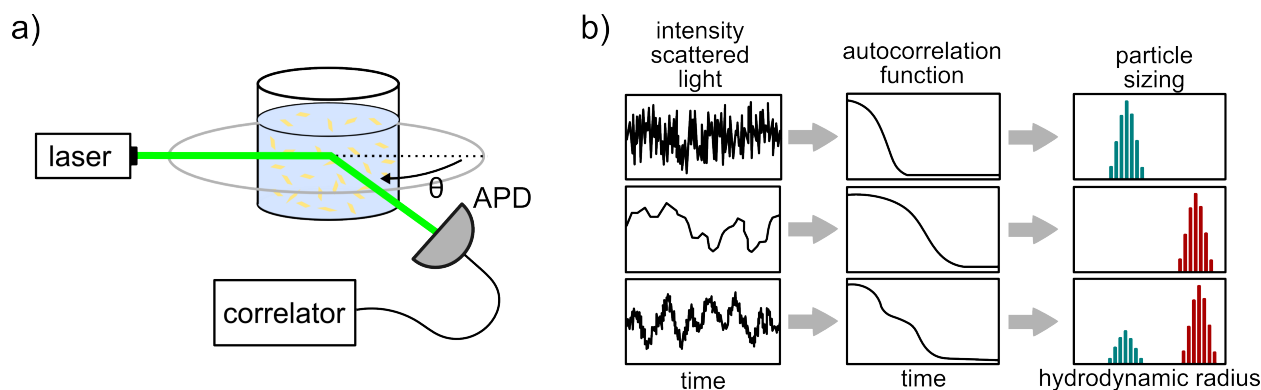 a)
laser
θ
APD
correlator
b)
intensity
scattered
light
autocorrelation
function
particle
sizing
time
time
hydrodynamic radius